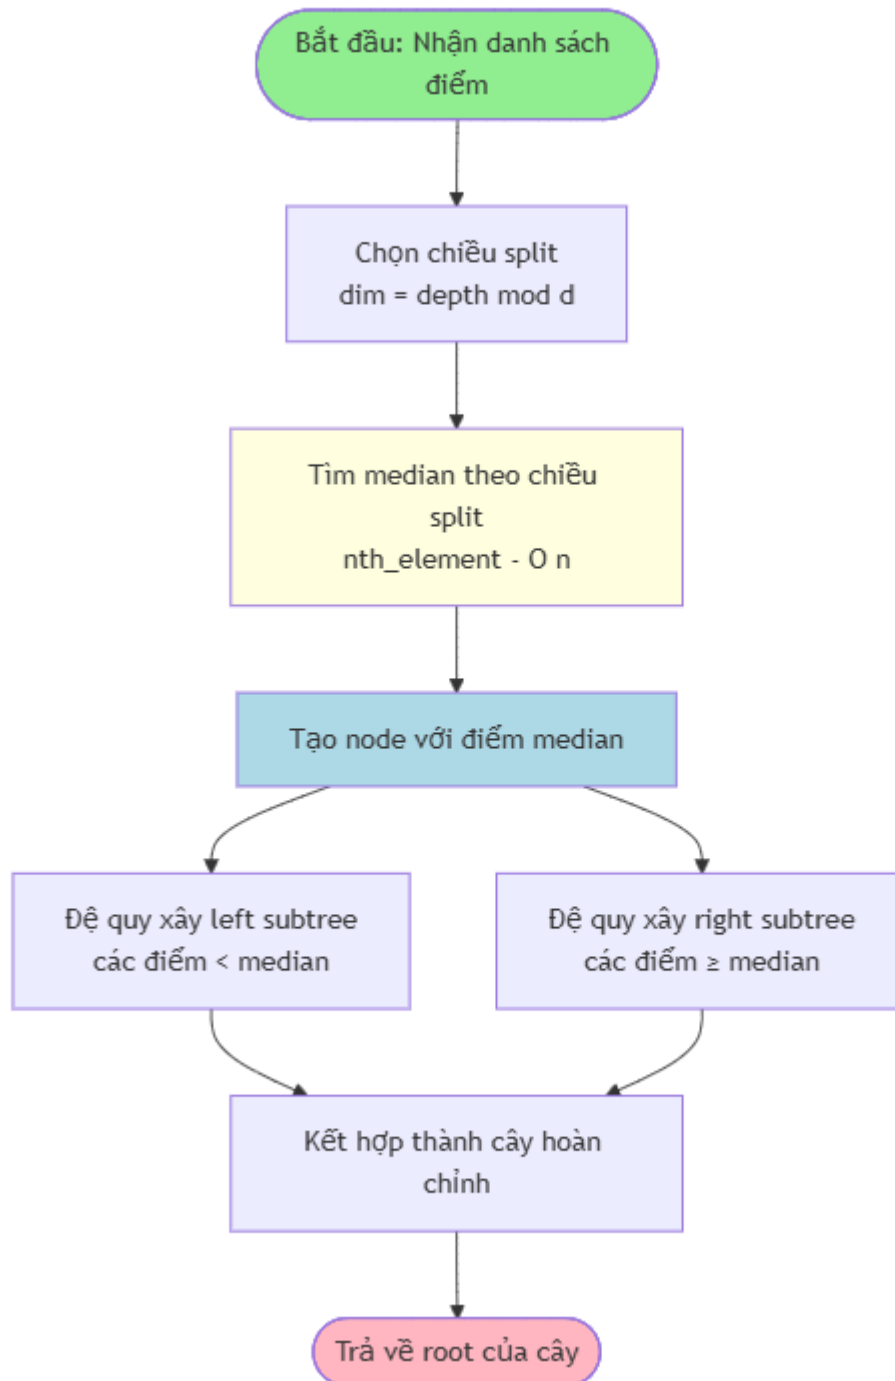 Bắt đầu: Nhận danh sách
điểm
Chọn chiều split
dim = depth mod d
Tìm median theo chiều
split
nth_element - O n
Tạo node với điểm median
Đệ quy xây left subtree
các điểm < median
Đệ quy xây right subtree
các điểm ≥ median
Kết hợp thành cây hoàn
chỉnh
Trả về root của cây